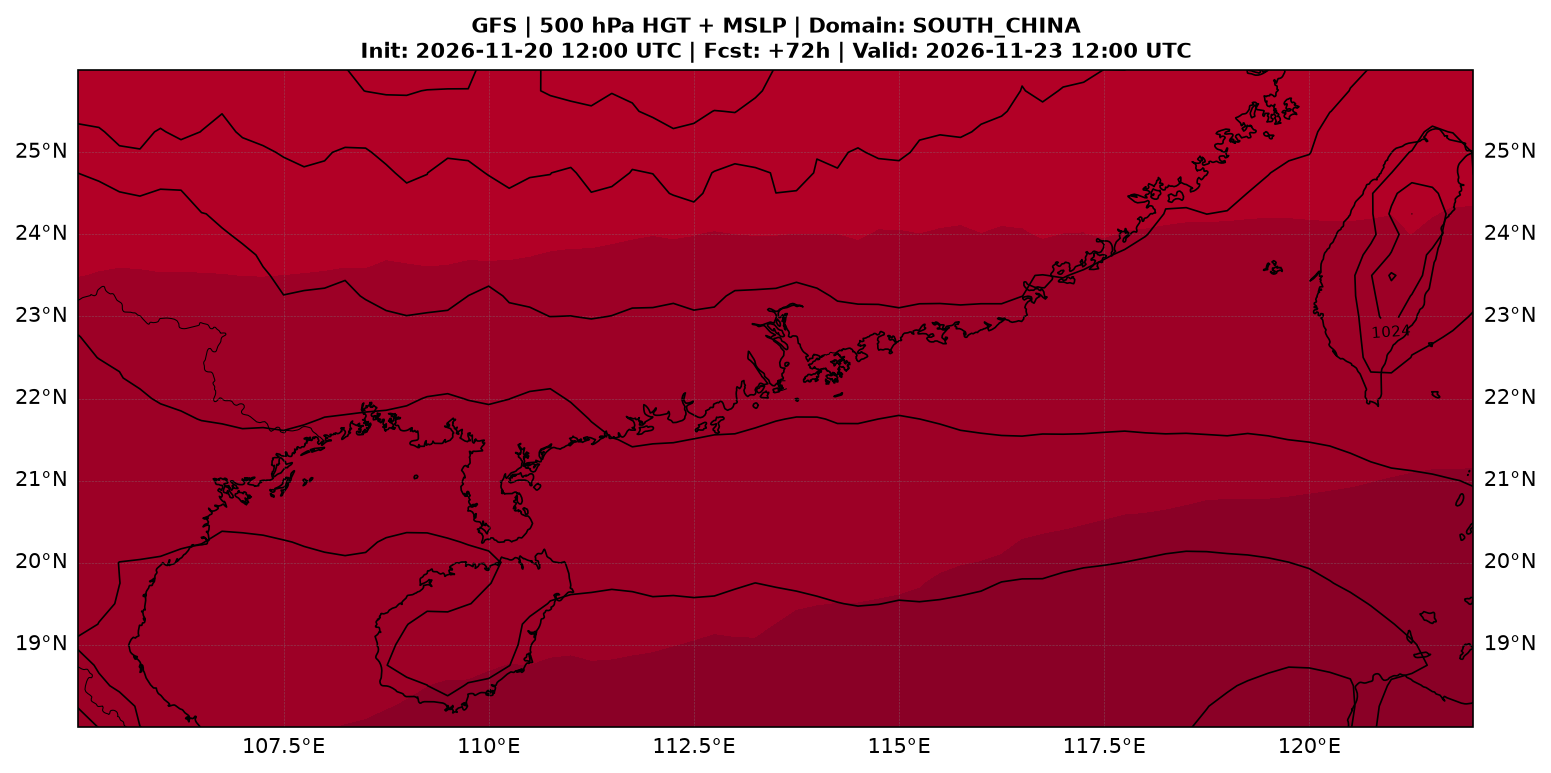 GFS | 500 hPa HGT + MSLP | Domain: SOUTH_CHINA
Init: 2026-11-20 12:00 UTC | Fcst: +72h | Valid: 2026-11-23 12:00 UTC
25°N 25°N
24°N 24°N
23°N 23°N
1024
22°N 22°N
21°N 21°N
20°N 20°N
19°N 19°N
107.5°E 110°E 112.5°E 115°E 117.5°E 120°E